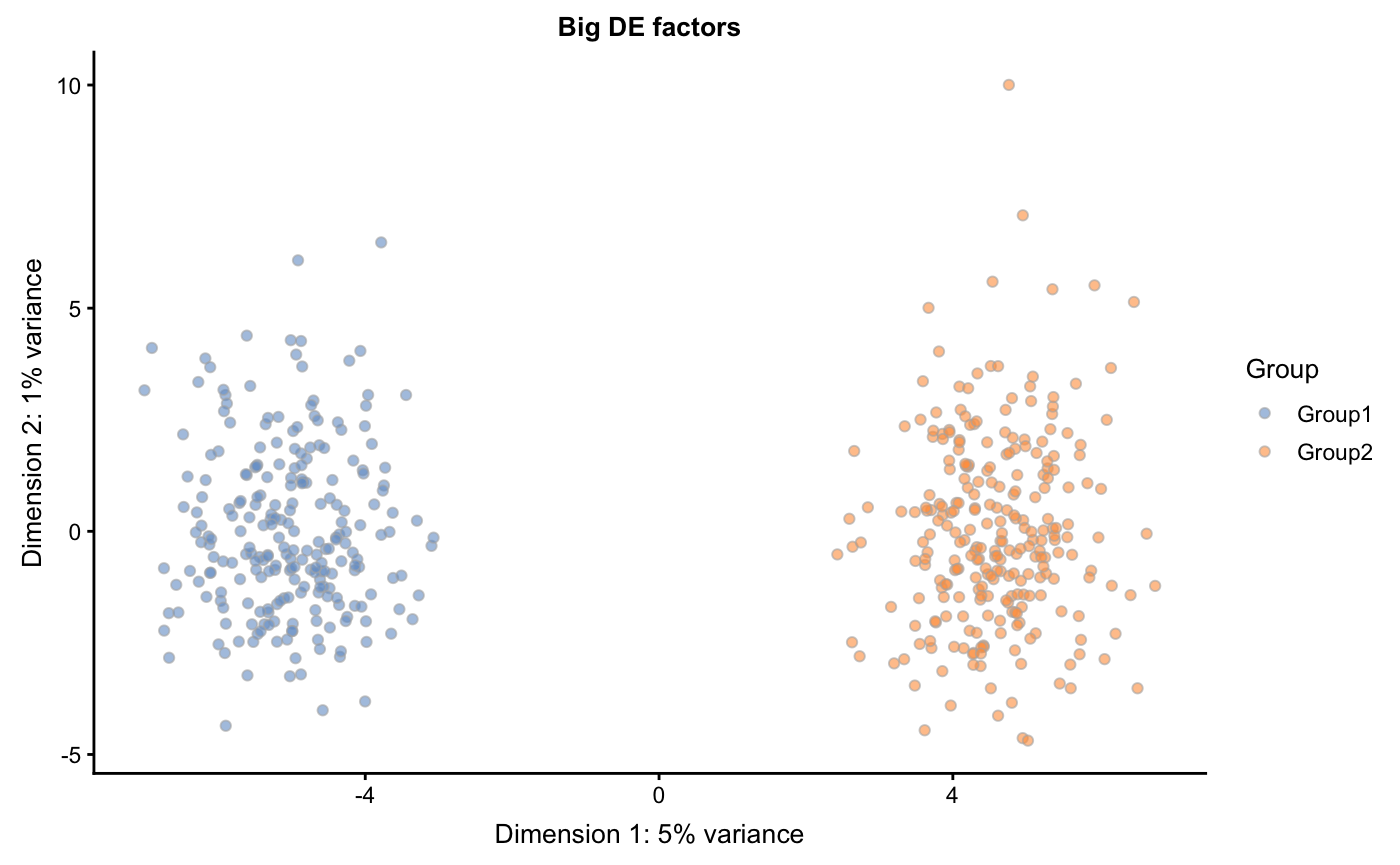 Big DE factors
Dimension 2: 1% variance
10
5
0
-5
-4
0
4
Dimension 1: 5% variance
Group
Group1
Group2